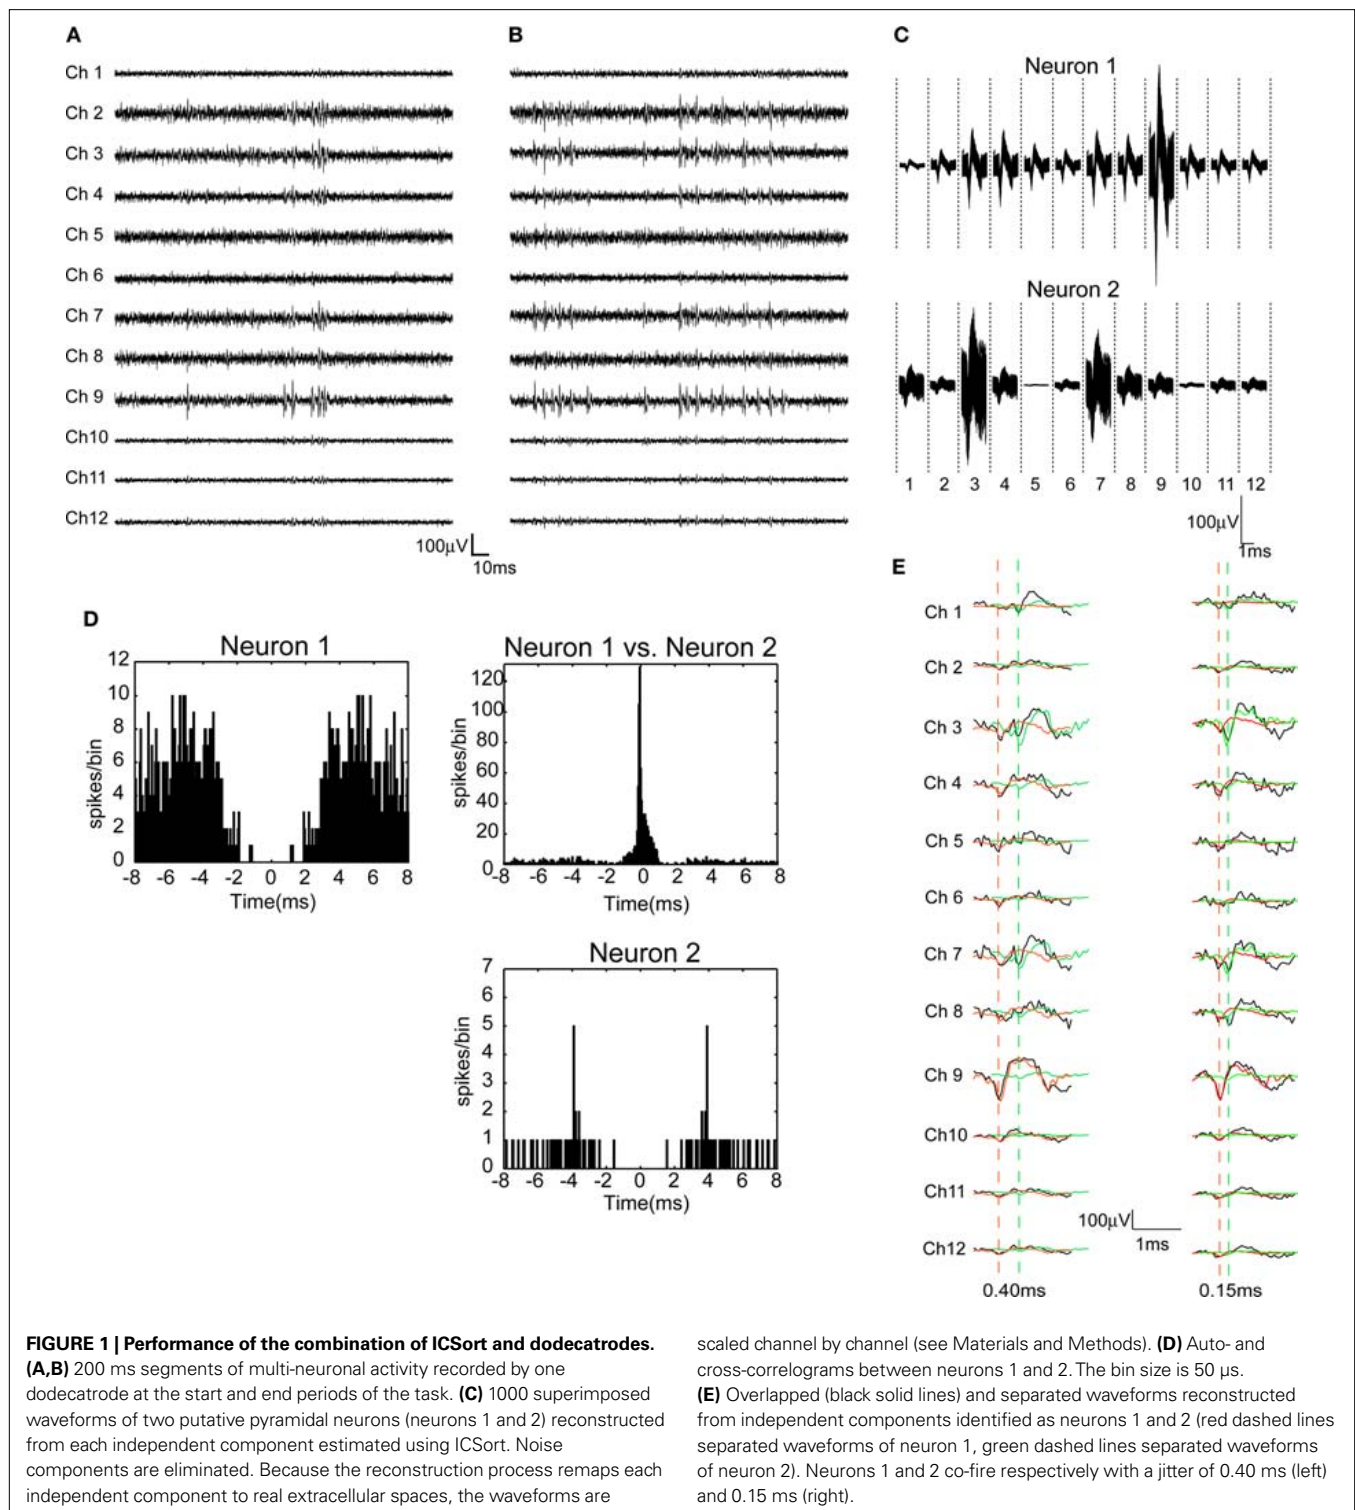 A
B
C
Ch 1
Ch 2
Ch 3
Ch 4
Ch 5
Ch 6
Ch 7
Ch 8
Ch 9
Ch10
Ch11
Ch12
100μV
10ms
Neuron 1
Neuron 2
1 2 3 4 5 6 7 8 9 10 11 12
100μV
1ms
D
Neuron 1
12
10
8
6
4
2
0
spikes/bin
-8 -6 -4 -2 0 2 4 6 8
Time(ms)
Neuron 1 vs. Neuron 2
120
100
80
60
40
20
0
spikes/bin
-8 -6 -4 -2 0 2 4 6 8
Time(ms)
Neuron 2
7
6
5
4
3
2
1
0
spikes/bin
-8 -6 -4 -2 0 2 4 6 8
Time(ms)
E
Ch 1
Ch 2
Ch 3
Ch 4
Ch 5
Ch 6
Ch 7
Ch 8
Ch 9
Ch10
Ch11
Ch12
100μV
1ms
0.40ms
0.15ms
FIGURE 1 | Performance of the combination of ICSort and dodecatrodes.
(A,B) 200 ms segments of multi-neuronal activity recorded by one
dodecatrode at the start and end periods of the task. (C) 1000 superimposed
waveforms of two putative pyramidal neurons (neurons 1 and 2) reconstructed
from each independent component estimated using ICSort. Noise
components are eliminated. Because the reconstruction process remaps each
independent component to real extracellular spaces, the waveforms are
scaled channel by channel (see Materials and Methods). (D) Auto- and
cross-correlograms between neurons 1 and 2. The bin size is 50 μs.
(E) Overlapped (black solid lines) and separated waveforms reconstructed
from independent components identified as neurons 1 and 2 (red dashed lines
separated waveforms of neuron 1, green dashed lines separated waveforms
of neuron 2). Neurons 1 and 2 co-fire respectively with a jitter of 0.40 ms (left)
and 0.15 ms (right).